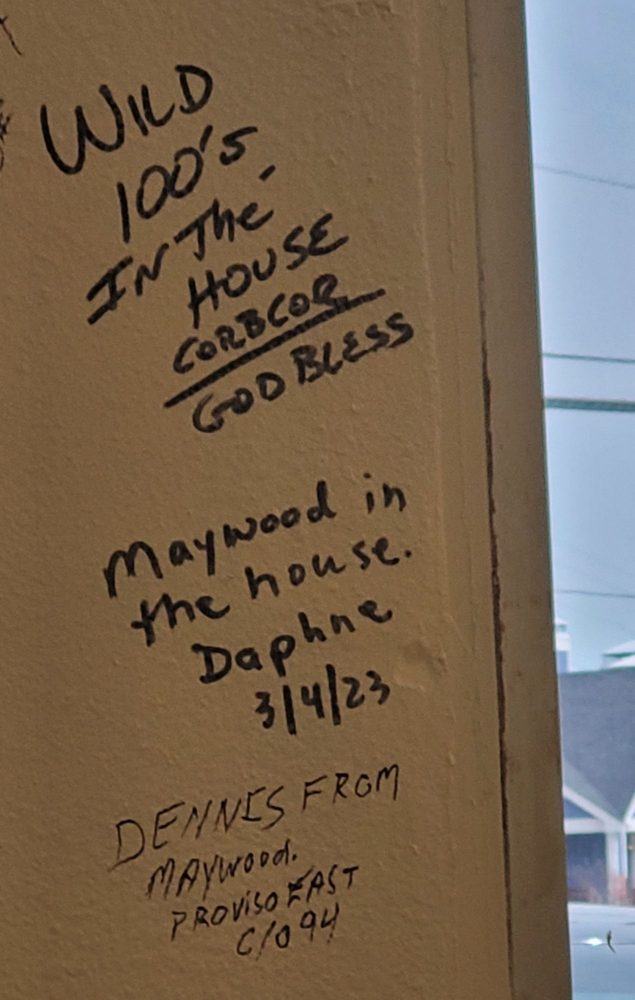 WILD
100's
IN The
HOUSE
CORBCOR
GOD BLESS
Maywood in
the house.
Daphne
3/4/23
DENNIS FROM
MAYWood.
PROVISO EAST
C/O 94